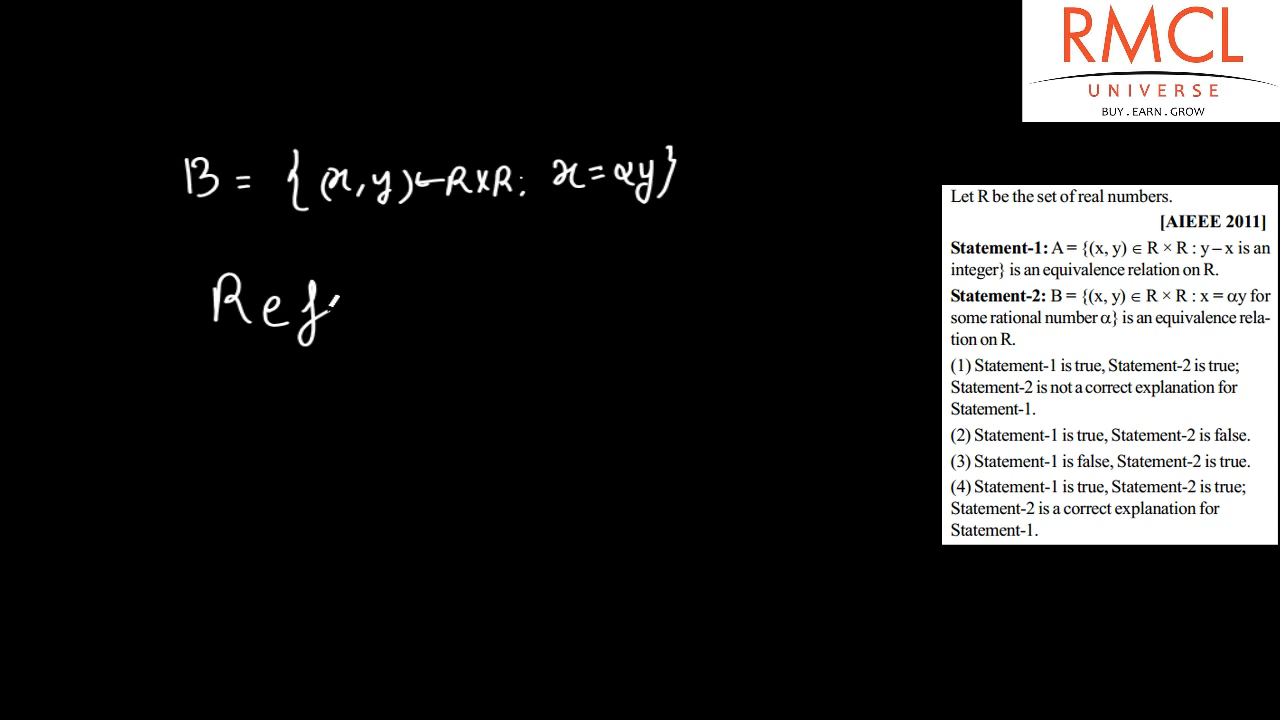 RMCL
UNIVERSE
BUY . EARN . GROW
B = { (x, y) ∈ R×R : x = αy }
Ref
Let R be the set of real numbers.
[AIEEE 2011]
Statement-1: A = {(x, y) ∈ R × R : y – x is an
integer} is an equivalence relation on R.
Statement-2: B = {(x, y) ∈ R × R : x = αy for
some rational number α} is an equivalence rela-
tion on R.
(1) Statement-1 is true, Statement-2 is true;
Statement-2 is not a correct explanation for
Statement-1.
(2) Statement-1 is true, Statement-2 is false.
(3) Statement-1 is false, Statement-2 is true.
(4) Statement-1 is true, Statement-2 is true;
Statement-2 is a correct explanation for
Statement-1.